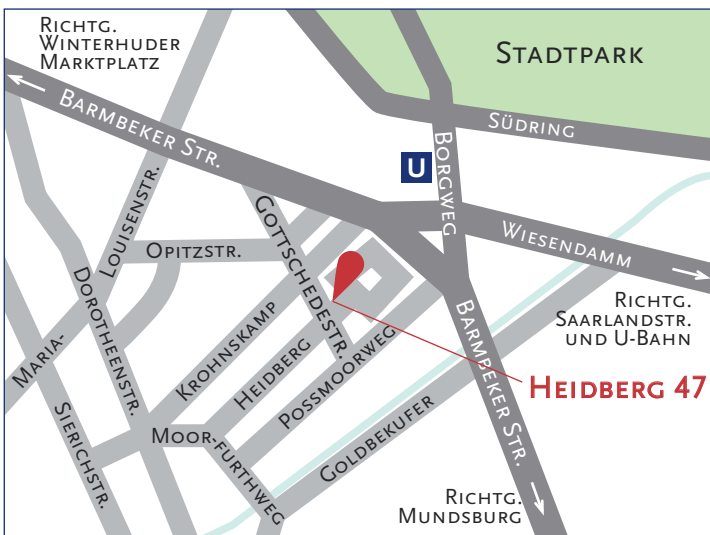 RICHTG.
WINTERHUDER
MARKTPLATZ
STADTPARK
SÜDRING
BARMBEKER STR.
U
BORGWEG
LOUISENSTR.
GOTTSCHEDESTR.
OPITZSTR.
WIESENDAMM
DOROTHEENSTR.
RICHTG.
SAARLANDSTR.
UND U-BAHN
KROHNSKAMP
HEIDBERG
POSSMOORWEG
BARMBEKER STR.
MARIA-
HEIDBERG 47
SIERICHSTR.
MOOR-
FURTHWEG
GOLDBEKUFER
RICHTG.
MUNDSBURG